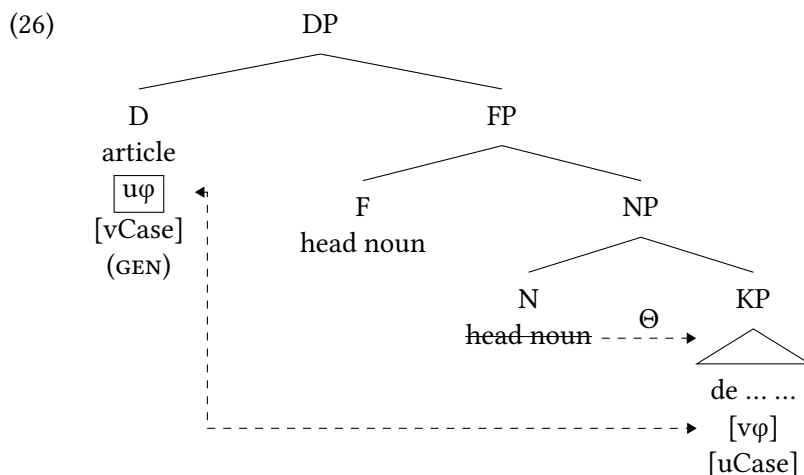 (26) DP
D FP
article
uφ F NP
[vCase] head noun
(GEN) N KP
head noun Θ
de ... ...
[vφ]
[uCase]